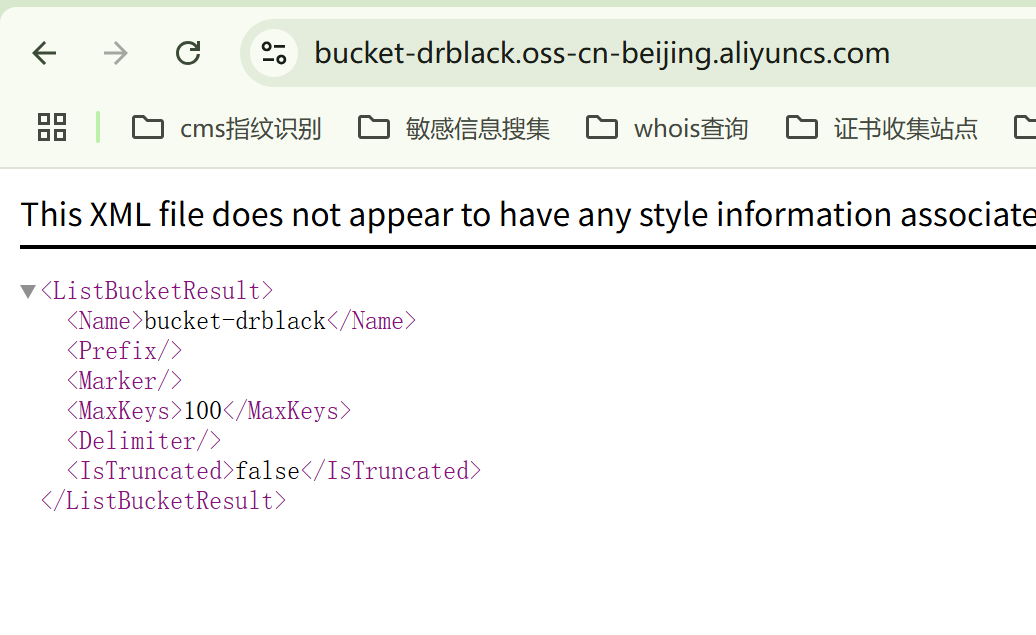 bucket-drblack.oss-cn-beijing.aliyuncs.com
cms指纹识别 敏感信息搜集 whois查询 证书收集站点
This XML file does not appear to have any style information associate
▼<ListBucketResult>
<Name>bucket-drblack</Name>
<Prefix/>
<Marker/>
<MaxKeys>100</MaxKeys>
<Delimiter/>
<IsTruncated>false</IsTruncated>
</ListBucketResult>